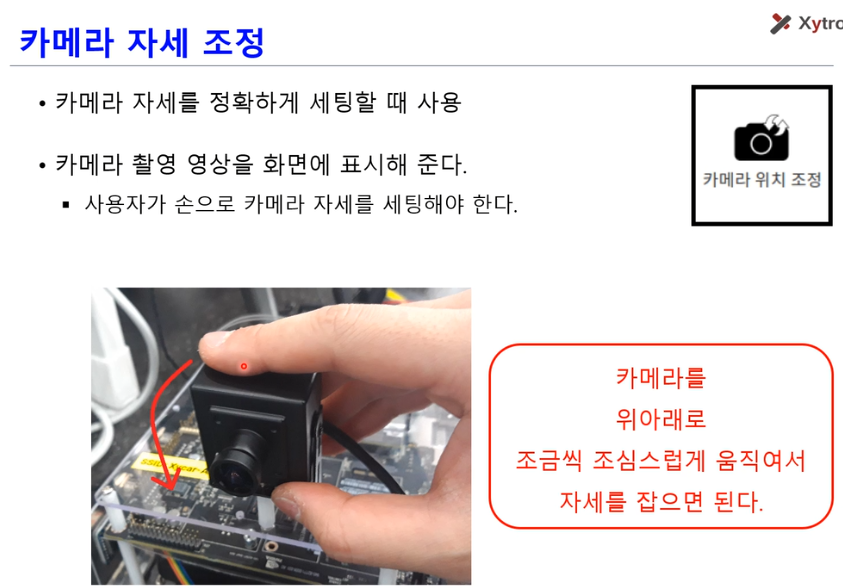 Xytro
카메라 자세 조정
• 카메라 자세를 정확하게 세팅할 때 사용
• 카메라 촬영 영상을 화면에 표시해 준다.
▪ 사용자가 손으로 카메라 자세를 세팅해야 한다.
카메라 위치 조정
카메라를
위아래로
조금씩 조심스럽게 움직여서
자세를 잡으면 된다.